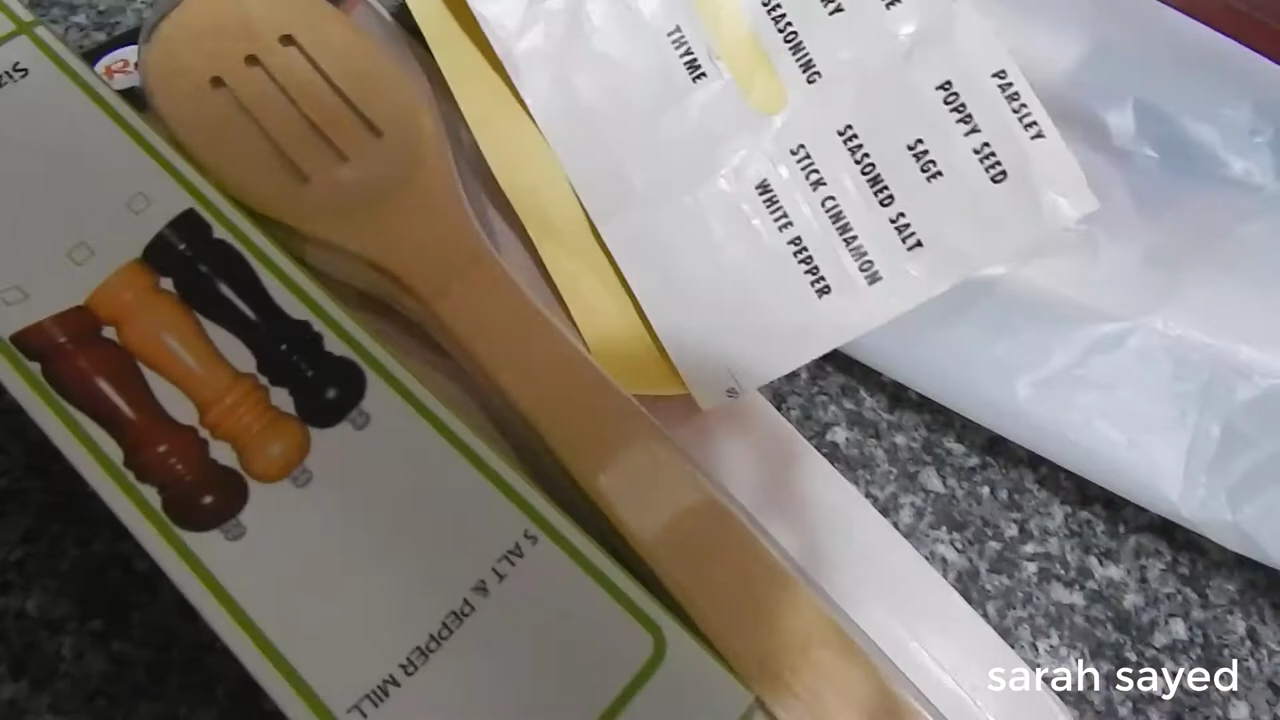 THYME
SEASONING
PARSLEY
POPPY SEED
SAGE
SEASONED SALT
STICK CINNAMON
WHITE PEPPER
SALT & PEPPER MILL
sarah sayed